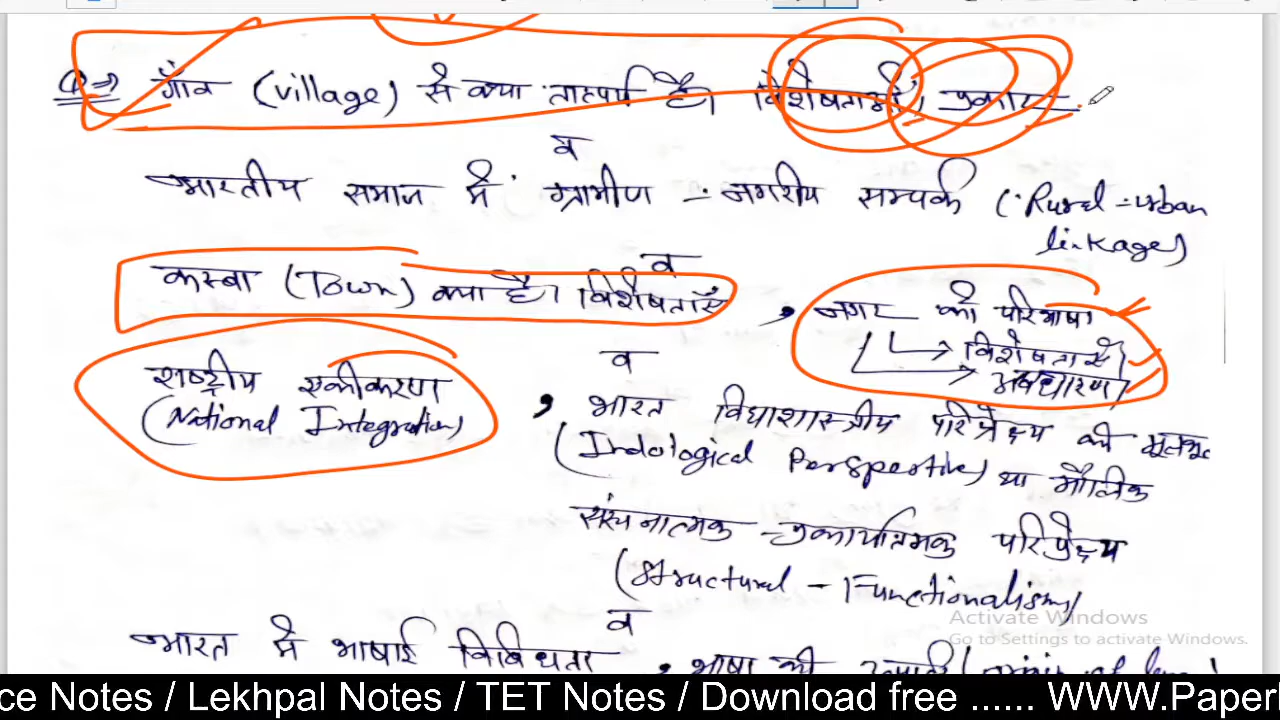 Q ⇒ गाँव (village) से क्या तात्पर्य है। विशेषताओं, प्रकार
व
भारतीय समाज में ग्रामीण - नगरीय सम्पर्क (Rural - urban
linkage)
व
कस्बा (Town) क्या है। विशेषताएँ , नगर की परिभाषा
विशेषताएँ
अवधारणा
व
राष्ट्रीय एकीकरण
(National Integration)
, भारत विद्याशास्त्रीय परिप्रेक्ष्य की
(Indological Perspective) या मौलिक
संरचनात्मक - प्रकार्यात्मक परिप्रेक्ष्य
(Structural - Functionalism)
व
भारत में भाषाई विविधता , भाषा की
Activate Windows
Go to Settings to activate Windows.
ce Notes / Lekhpal Notes / TET Notes / Download free ...... WWW.Paperl